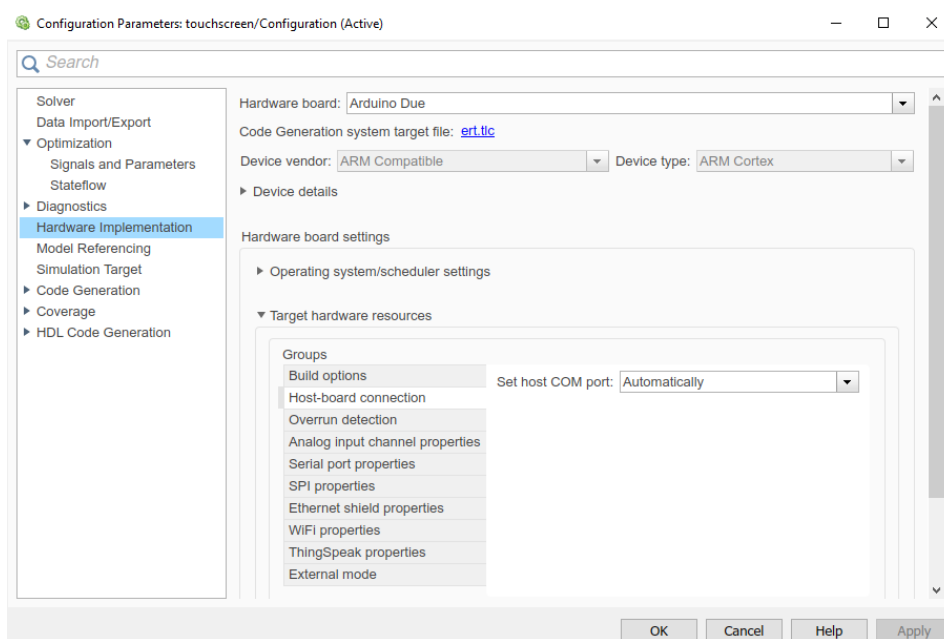 Configuration Parameters: touchscreen/Configuration (Active)
Search
Solver
Data Import/Export
Optimization
Signals and Parameters
Stateflow
Diagnostics
Hardware Implementation
Model Referencing
Simulation Target
Code Generation
Coverage
HDL Code Generation
Hardware board: Arduino Due
Code Generation system target file: ert.tlc
Device vendor: ARM Compatible Device type: ARM Cortex
Device details
Hardware board settings
Operating system/scheduler settings
Target hardware resources
Groups
Build options
Host-board connection
Overrun detection
Analog input channel properties
Serial port properties
SPI properties
Ethernet shield properties
WiFi properties
ThingSpeak properties
External mode
Set host COM port: Automatically
OK Cancel Help Apply